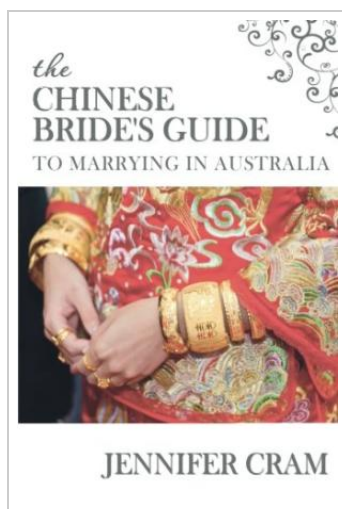 the
CHINESE
BRIDE'S GUIDE
TO MARRYING IN AUSTRALIA
JENNIFER CRAM